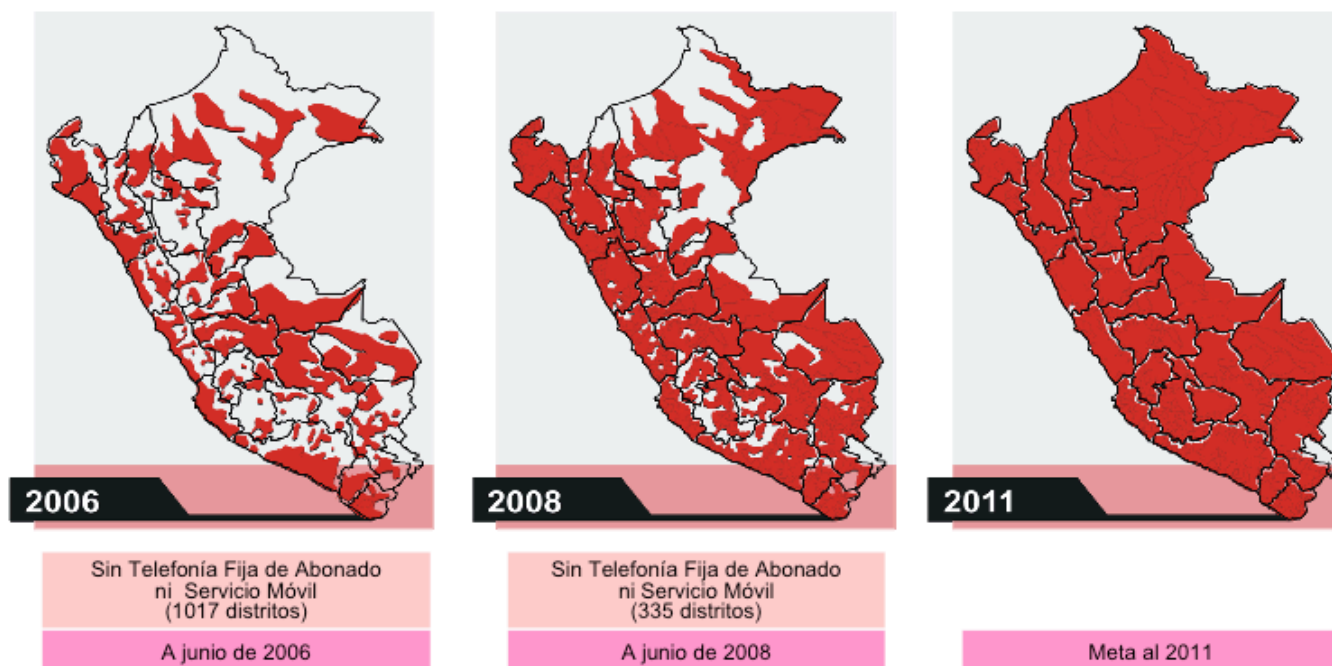 2006
2008
2011
Sin Telefonía Fija de Abonado
ni Servicio Móvil
(1017 distritos)
A junio de 2006
Sin Telefonía Fija de Abonado
ni Servicio Móvil
(335 distritos)
A junio de 2008
Meta al 2011